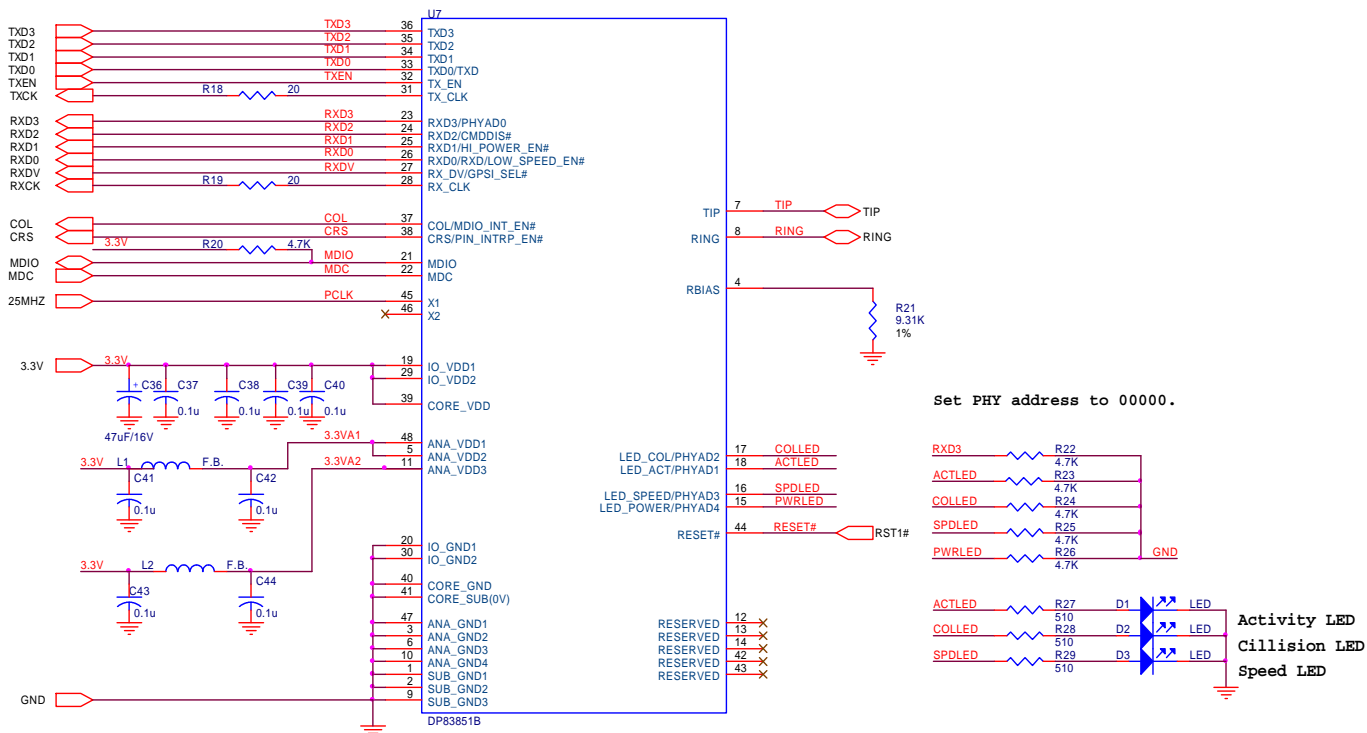 U7
TXD3 TXD3 36 TXD3
TXD2 TXD2 35 TXD2
TXD1 TXD1 34 TXD1
TXD0 TXD0 33 TXD0/TXD
TXEN TXEN 32 TX_EN
TXCK R18 20 31 TX_CLK
RXD3 RXD3 23 RXD3/PHYAD0
RXD2 RXD2 24 RXD2/CMDDIS#
RXD1 RXD1 25 RXD1/HI_POWER_EN#
RXD0 RXD0 26 RXD0/RXD/LOW_SPEED_EN#
RXDV RXDV 27 RX_DV/GPSI_SEL#
RXCK R19 20 28 RX_CLK
COL COL 37 COL/MDIO_INT_EN#
CRS CRS 38 CRS/PIN_INTRP_EN#
3.3V R20 4.7K
MDIO MDIO 21 MDIO
MDC MDC 22 MDC
25MHZ PCLK 45 X1
46 X2
3.3V 3.3V 19 IO_VDD1
29 IO_VDD2
+ C36 C37 C38 C39 C40
39 CORE_VDD
0.1u 0.1u 0.1u 0.1u
47uF/16V
3.3VA1 48 ANA_VDD1
5 ANA_VDD2
3.3V L1 F.B. 3.3VA2 11 ANA_VDD3
C41 C42
0.1u 0.1u
20 IO_GND1
30 IO_GND2
3.3V L2 F.B.
C43 C44
0.1u 0.1u
40 CORE_GND
41 CORE_SUB(0V)
47 ANA_GND1
3 ANA_GND2
6 ANA_GND3
10 ANA_GND4
1 SUB_GND1
2 SUB_GND2
GND 9 SUB_GND3
DP83851B
TIP 7 TIP TIP
RING 8 RING RING
RBIAS 4
R21
9.31K
1%
LED_COL/PHYAD2 17 COLLED
LED_ACT/PHYAD1 18 ACTLED
LED_SPEED/PHYAD3 16 SPDLED
LED_POWER/PHYAD4 15 PWRLED
RESET# 44 RESET# RST1#
RESERVED 12
RESERVED 13
RESERVED 14
RESERVED 42
RESERVED 43
Set PHY address to 00000.
RXD3 R22
4.7K
ACTLED R23
4.7K
COLLED R24
4.7K
SPDLED R25
4.7K
PWRLED R26 GND
4.7K
ACTLED R27 D1 LED
510
Activity LED
COLLED R28 D2 LED
510
Cillision LED
SPDLED R29 D3 LED
510
Speed LED